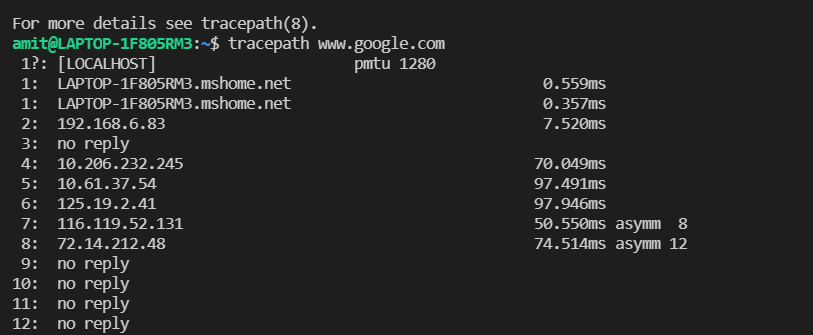 For more details see tracepath(8).
amit@LAPTOP-1F805RM3:~$ tracepath www.google.com
 1?: [LOCALHOST]                      pmtu 1280
 1:  LAPTOP-1F805RM3.mshome.net                            0.559ms
 1:  LAPTOP-1F805RM3.mshome.net                            0.357ms
 2:  192.168.6.83                                          7.520ms
 3:  no reply
 4:  10.206.232.245                                       70.049ms
 5:  10.61.37.54                                          97.491ms
 6:  125.19.2.41                                          97.946ms
 7:  116.119.52.131                                       50.550ms asymm  8
 8:  72.14.212.48                                         74.514ms asymm 12
 9:  no reply
10:  no reply
11:  no reply
12:  no reply